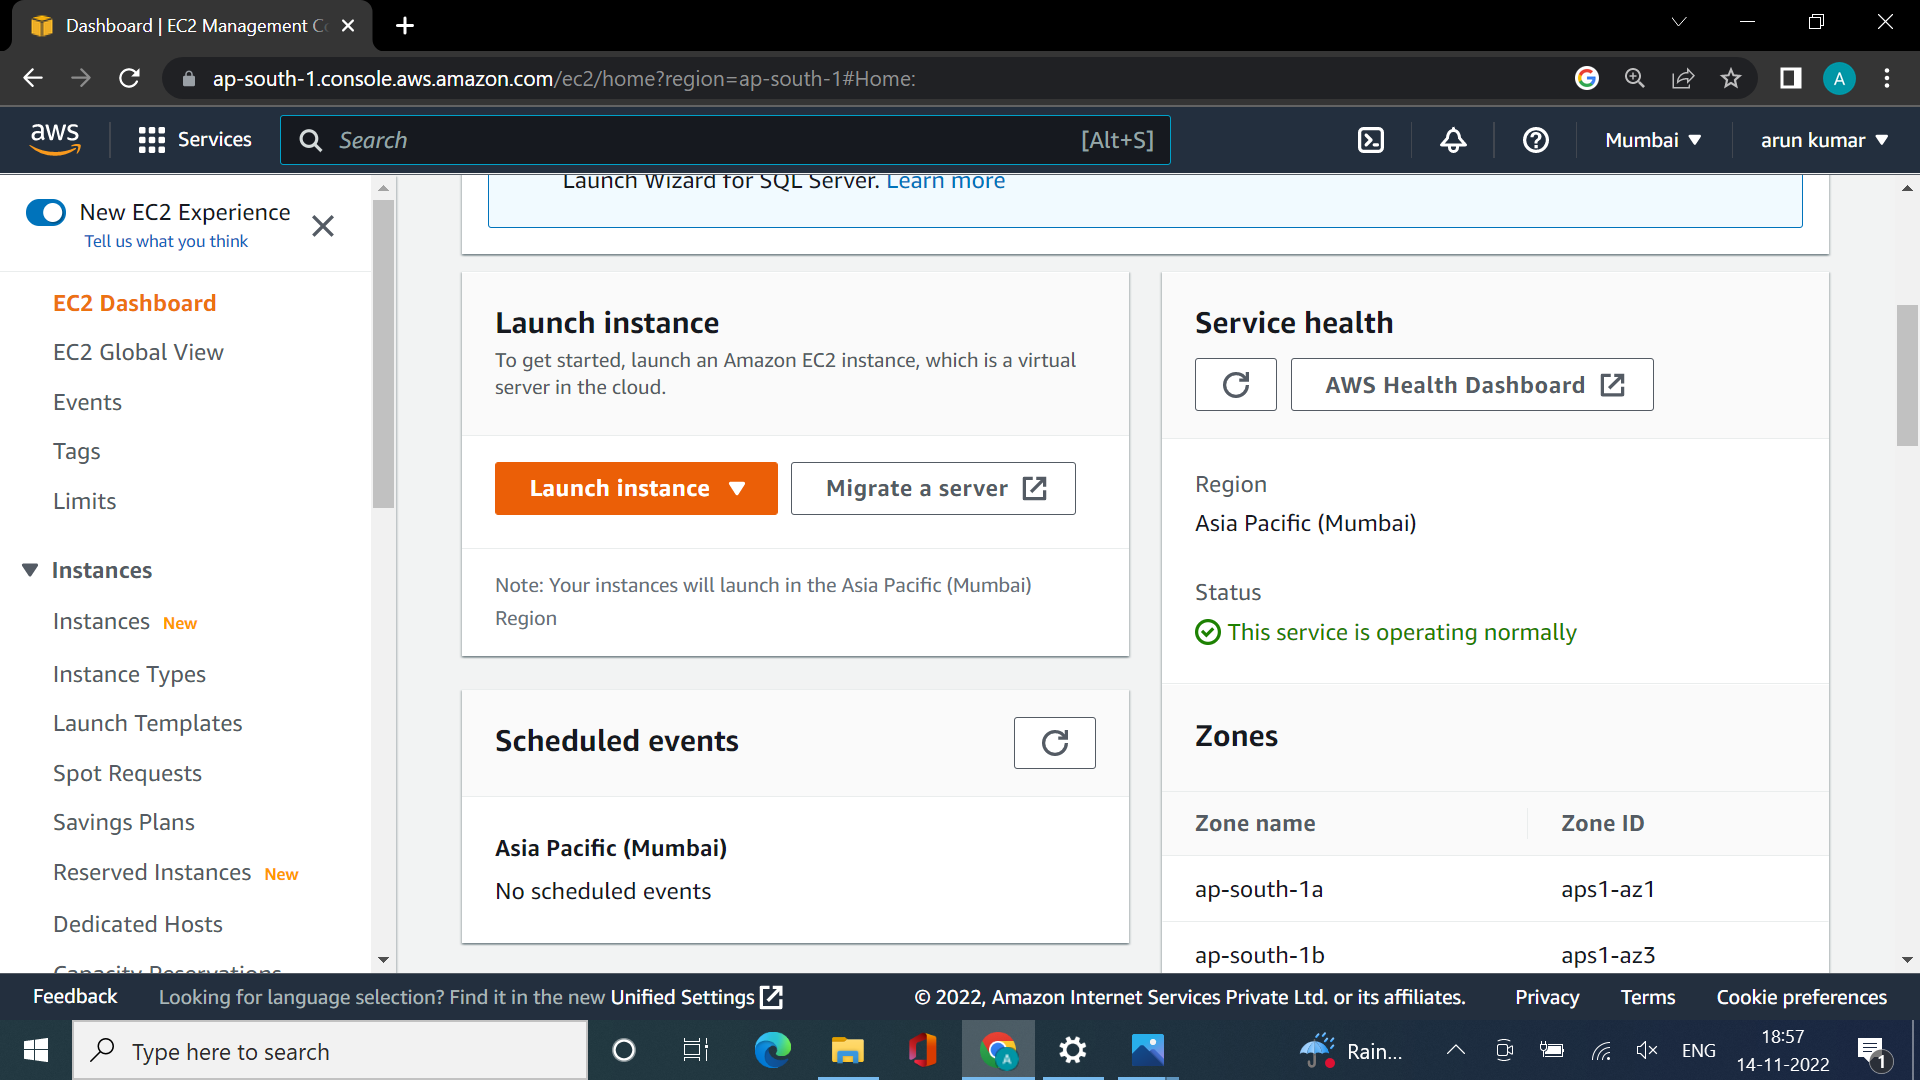 Dashboard | EC2 Management C
ap-south-1.console.aws.amazon.com/ec2/home?region=ap-south-1#Home:
A
aws
Services
Search
[Alt+S]
Mumbai
arun kumar
New EC2 Experience
Tell us what you think
EC2 Dashboard
EC2 Global View
Events
Tags
Limits
Instances
Instances New
Instance Types
Launch Templates
Spot Requests
Savings Plans
Reserved Instances New
Dedicated Hosts
Capacity Reservations
Launch Wizard for SQL Server. Learn more
Launch instance
To get started, launch an Amazon EC2 instance, which is a virtual
server in the cloud.
Launch instance
Migrate a server
Note: Your instances will launch in the Asia Pacific (Mumbai)
Region
Scheduled events
Asia Pacific (Mumbai)
No scheduled events
Service health
AWS Health Dashboard
Region
Asia Pacific (Mumbai)
Status
This service is operating normally
Zones
Zone name Zone ID
ap-south-1a aps1-az1
ap-south-1b aps1-az3
Feedback
Looking for language selection? Find it in the new Unified Settings
© 2022, Amazon Internet Services Private Ltd. or its affiliates.
Privacy
Terms
Cookie preferences
Type here to search
A
Rain...
ENG
18:57
14-11-2022
1